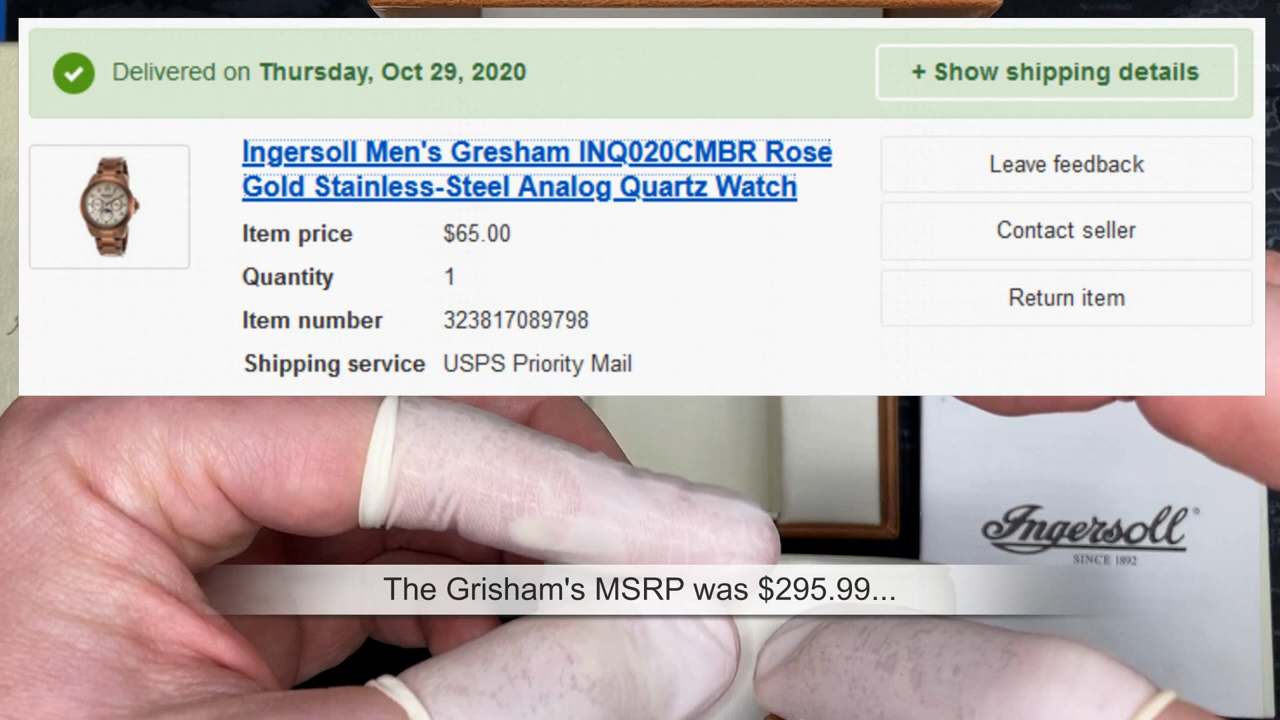 Delivered on Thursday, Oct 29, 2020
+ Show shipping details
Ingersoll Men's Gresham INQ020CMBR Rose
Gold Stainless-Steel Analog Quartz Watch
Item price $65.00
Quantity 1
Item number 323817089798
Shipping service USPS Priority Mail
Leave feedback
Contact seller
Return item
Ingersoll®
SINCE 1892
The Grisham's MSRP was $295.99...